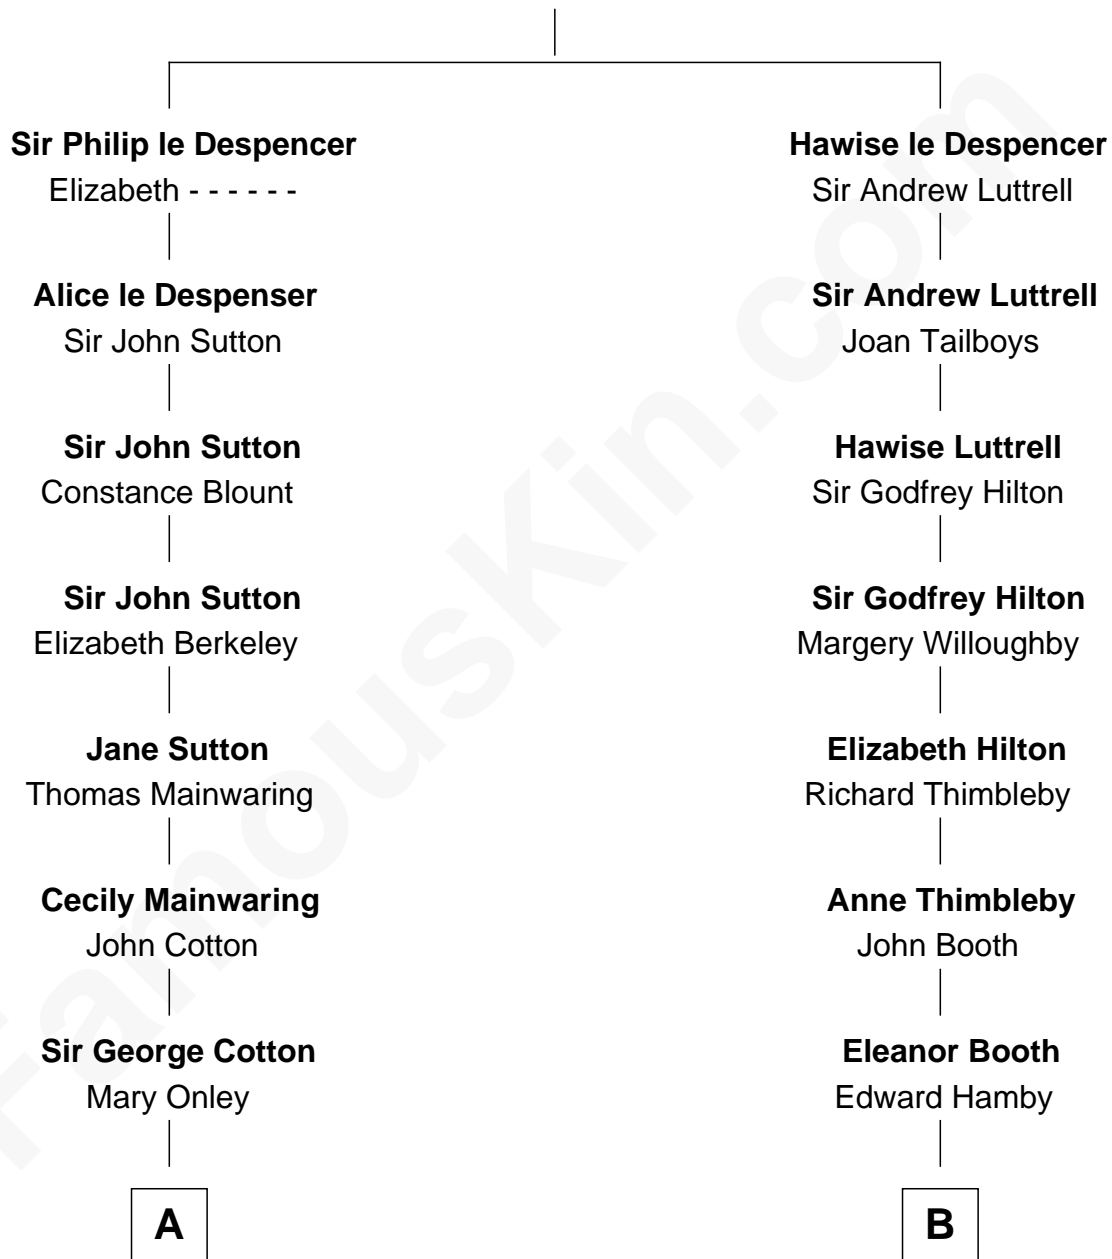 Sir Philip le Despencer
Elizabeth - - - - - -
Alice le Despenser
Sir John Sutton
Sir John Sutton
Constance Blount
Sir John Sutton
Elizabeth Berkeley
Jane Sutton
Thomas Mainwaring
Cecily Mainwaring
John Cotton
Sir George Cotton
Mary Onley
A
Hawise le Despencer
Sir Andrew Luttrell
Sir Andrew Luttrell
Joan Tailboys
Hawise Luttrell
Sir Godfrey Hilton
Sir Godfrey Hilton
Margery Willoughby
Elizabeth Hilton
Richard Thimbleby
Anne Thimbleby
John Booth
Eleanor Booth
Edward Hamby
B
FamousKin.com